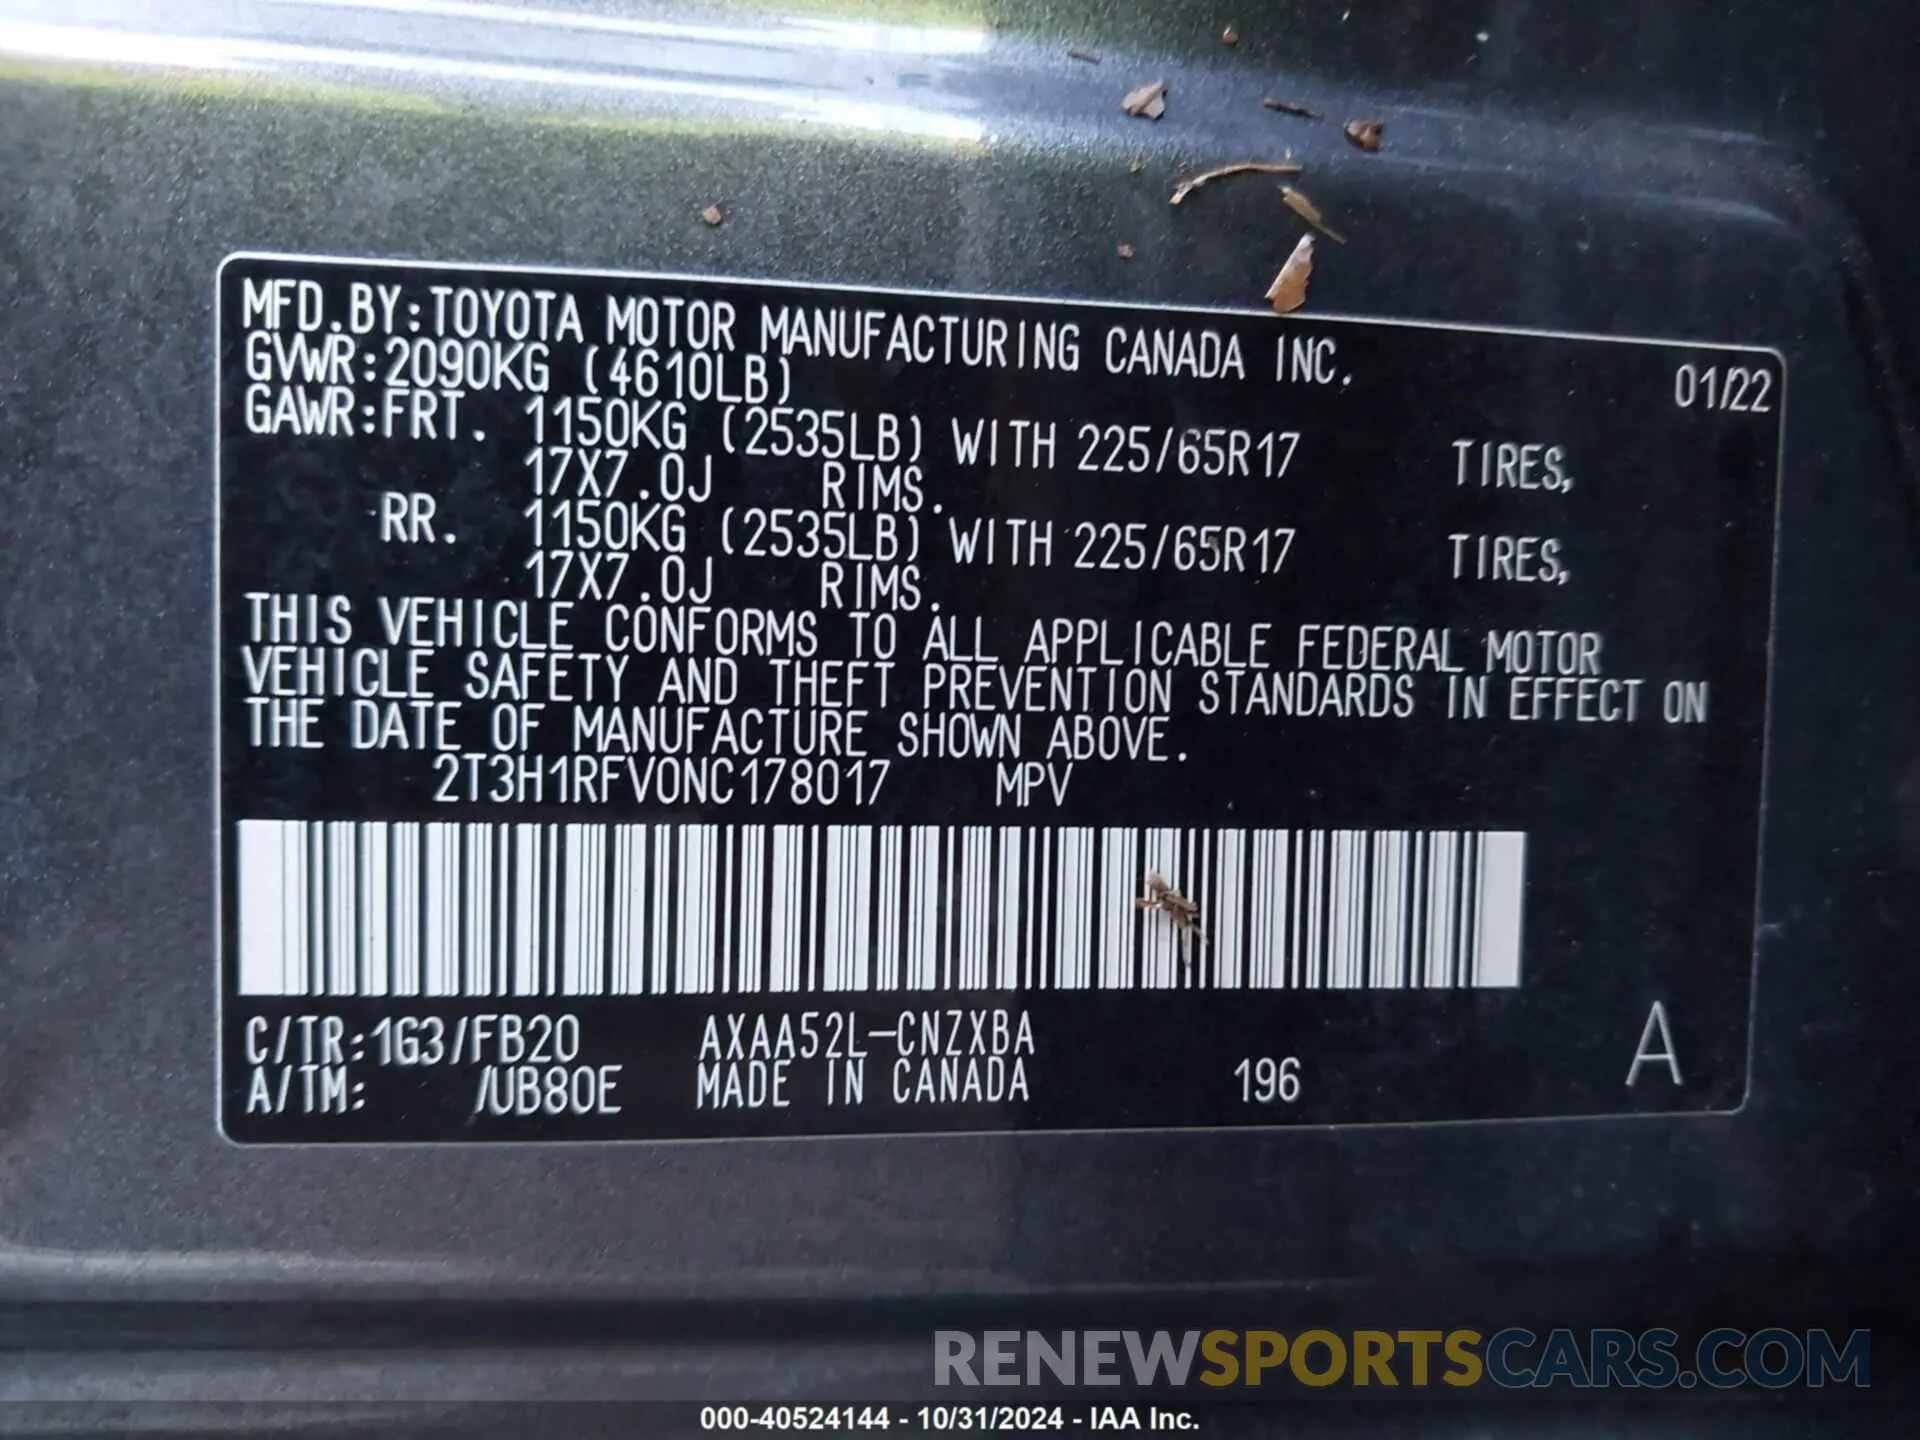 MFD.BY:TOYOTA MOTOR MANUFACTURING CANADA INC. 01/22
GVWR:2090KG (4610LB)
GAWR:FRT. 1150KG (2535LB) WITH 225/65R17 TIRES,
17X7.0J RIMS.
RR. 1150KG (2535LB) WITH 225/65R17 TIRES,
17X7.0J RIMS.
THIS VEHICLE CONFORMS TO ALL APPLICABLE FEDERAL MOTOR
VEHICLE SAFETY AND THEFT PREVENTION STANDARDS IN EFFECT ON
THE DATE OF MANUFACTURE SHOWN ABOVE.
2T3H1RFV0NC178017 MPV
C/TR:1G3/FB20 AXAA52L-CNZXBA
A/TM: /UB80E MADE IN CANADA 196 A
RENEWSPORTSCARS.COM
000-40524144 - 10/31/2024 - IAA Inc.